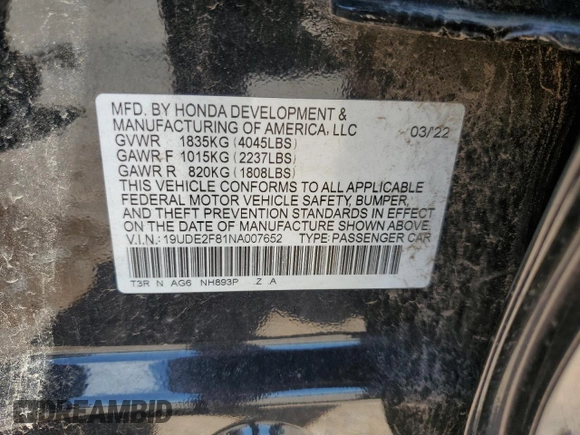 MFD. BY HONDA DEVELOPMENT &
MANUFACTURING OF AMERICA, LLC 03/'22
GVWR 1835KG (4045LBS)
GAWR F 1015KG (2237LBS)
GAWR R 820KG (1808LBS)
THIS VEHICLE CONFORMS TO ALL APPLICABLE
FEDERAL MOTOR VEHICLE SAFETY, BUMPER,
AND THEFT PREVENTION STANDARDS IN EFFECT
ON THE DATE OF MANUFACTURE SHOWN ABOVE.
V.I.N.: 19UDE2F81NA007652 TYPE: PASSENGER CAR
T3R N AG6 NH893P Z A
DREAMBID